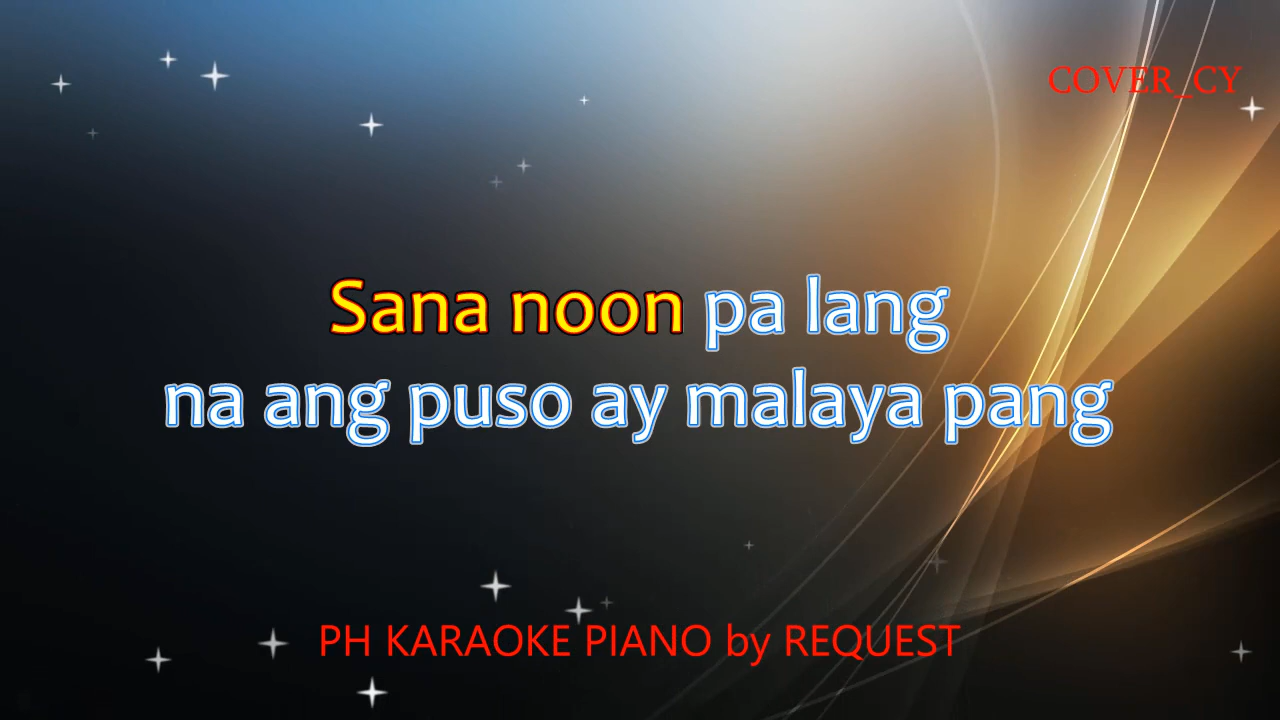 COVER_CY
Sana noon pa lang
na ang puso ay malaya pang
PH KARAOKE PIANO by REQUEST